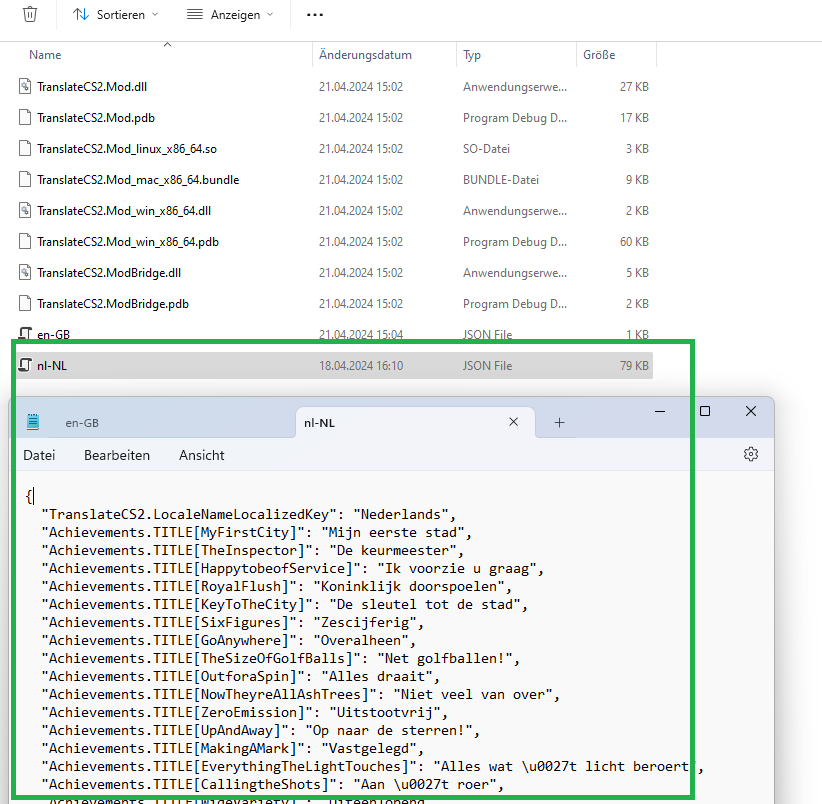 Sortieren Anzeigen ...
Name Änderungsdatum Typ Größe
TranslateCS2.Mod.dll 21.04.2024 15:02 Anwendungserwe... 27 KB
TranslateCS2.Mod.pdb 21.04.2024 15:02 Program Debug D... 17 KB
TranslateCS2.Mod_linux_x86_64.so 21.04.2024 15:02 SO-Datei 3 KB
TranslateCS2.Mod_mac_x86_64.bundle 21.04.2024 15:02 BUNDLE-Datei 9 KB
TranslateCS2.Mod_win_x86_64.dll 21.04.2024 15:02 Anwendungserwe... 2 KB
TranslateCS2.Mod_win_x86_64.pdb 21.04.2024 15:02 Program Debug D... 60 KB
TranslateCS2.ModBridge.dll 21.04.2024 15:02 Anwendungserwe... 5 KB
TranslateCS2.ModBridge.pdb 21.04.2024 15:02 Program Debug D... 2 KB
en-GB 21.04.2024 15:04 JSON File 1 KB
nl-NL 18.04.2024 16:10 JSON File 79 KB
en-GB nl-NL
Datei Bearbeiten Ansicht
{
"TranslateCS2.LocaleNameLocalizedKey": "Nederlands",
"Achievements.TITLE[MyFirstCity]": "Mijn eerste stad",
"Achievements.TITLE[TheInspector]": "De keurmeester",
"Achievements.TITLE[HappytobeofService]": "Ik voorzie u graag",
"Achievements.TITLE[RoyalFlush]": "Koninklijk doorspoelen",
"Achievements.TITLE[KeyToTheCity]": "De sleutel tot de stad",
"Achievements.TITLE[SixFigures]": "Zescijferig",
"Achievements.TITLE[GoAnywhere]": "Overalheen",
"Achievements.TITLE[TheSizeOfGolfBalls]": "Net golfballen!",
"Achievements.TITLE[OutforaSpin]": "Alles draait",
"Achievements.TITLE[NowTheyreAllAshTrees]": "Niet veel van over",
"Achievements.TITLE[ZeroEmission]": "Uitstootvrij",
"Achievements.TITLE[UpAndAway]": "Op naar de sterren!",
"Achievements.TITLE[MakingAMark]": "Vastgelegd",
"Achievements.TITLE[EverythingTheLightTouches]": "Alles wat \u0027t licht beroert",
"Achievements.TITLE[CallingtheShots]": "Aan \u0027t roer",
"Achievements.TITLE[WideVariety]": "Uiteenlopend